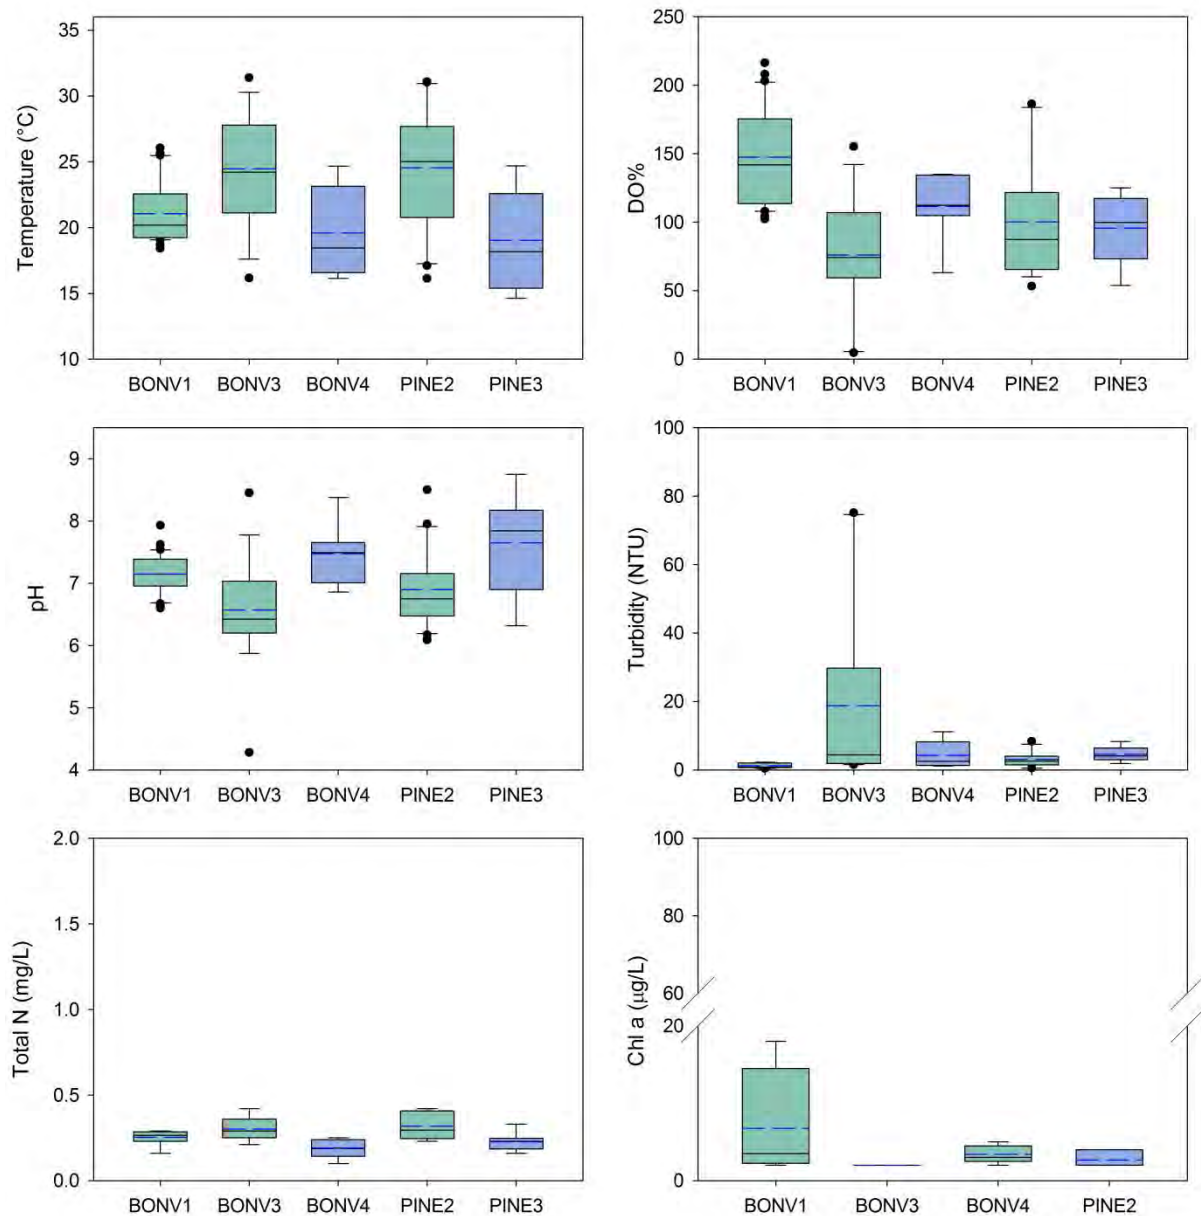 Temperature (°C)
35
30
25
20
15
10
BONV1 BONV3 BONV4 PINE2 PINE3
DO%
250
200
150
100
50
0
BONV1 BONV3 BONV4 PINE2 PINE3
pH
9
8
7
6
5
4
BONV1 BONV3 BONV4 PINE2 PINE3
Turbidity (NTU)
100
80
60
40
20
0
BONV1 BONV3 BONV4 PINE2 PINE3
Total N (mg/L)
2.0
1.5
1.0
0.5
0.0
BONV1 BONV3 BONV4 PINE2 PINE3
Chl a (µg/L)
100
80
60
20
0
BONV1 BONV3 BONV4 PINE2